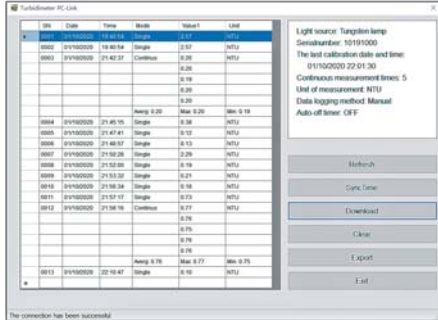 Turbidimeter PC-Link
SN Date Time Mode Value1 Unit
0001 01/10/2020 19:40:54 Single 2.57 NTU
0002 01/10/2020 19:40:54 Single 2.57 NTU
0003 01/10/2020 21:42:37 Continue 0.20 NTU
0.20
0.19
0.20
0.20
Averg: 0.20 Max: 0.20 Min: 0.19
0004 01/10/2020 21:45:15 Single 0.38 NTU
0005 01/10/2020 21:47:41 Single 0.12 NTU
0006 01/10/2020 21:48:57 Single 0.13 NTU
0007 01/10/2020 21:50:28 Single 2.29 NTU
0008 01/10/2020 21:52:00 Single 0.19 NTU
0009 01/10/2020 21:53:32 Single 0.21 NTU
0010 01/10/2020 21:56:34 Single 0.18 NTU
0011 01/10/2020 21:57:17 Single 0.73 NTU
0012 01/10/2020 21:58:16 Continue 0.77 NTU
0.76
0.75
0.76
0.76
Averg: 0.76 Max: 0.77 Min: 0.75
0013 01/10/2020 22:10:47 Single 0.10 NTU
Light source: Tungsten lamp
Serialnumber: 10191000
The last calibration date and time:
01/10/2020 22:01:30
Continuous measurement times: 5
Unit of measurement: NTU
Data logging method: Manual
Auto-off timer: OFF
Refresh
Sync Time
Download
Clear
Export
Exit
The connection has been successful